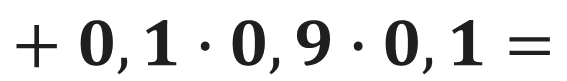 + 0,1 · 0,9 · 0,1 =